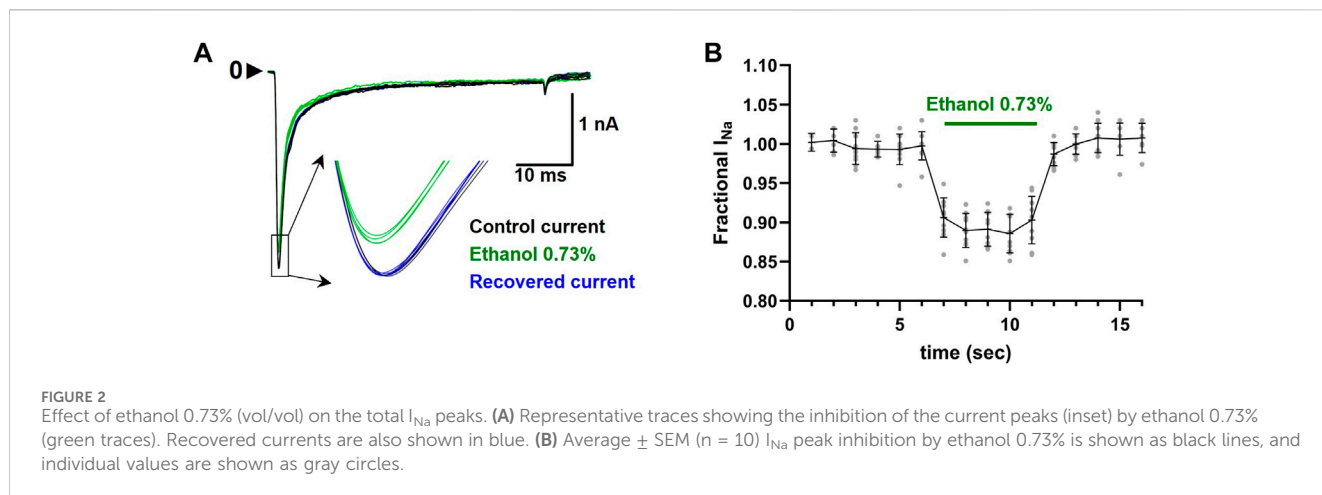 A
0
1 nA
10 ms
Control current
Ethanol 0.73%
Recovered current
B
1.10
1.05
1.00
0.95
0.90
0.85
0.80
Fractional INa
Ethanol 0.73%
0
5
10
15
time (sec)
FIGURE 2
Effect of ethanol 0.73% (vol/vol) on the total INa peaks. (A) Representative traces showing the inhibition of the current peaks (inset) by ethanol 0.73%
(green traces). Recovered currents are also shown in blue. (B) Average ± SEM (n = 10) INa peak inhibition by ethanol 0.73% is shown as black lines, and
individual values are shown as gray circles.